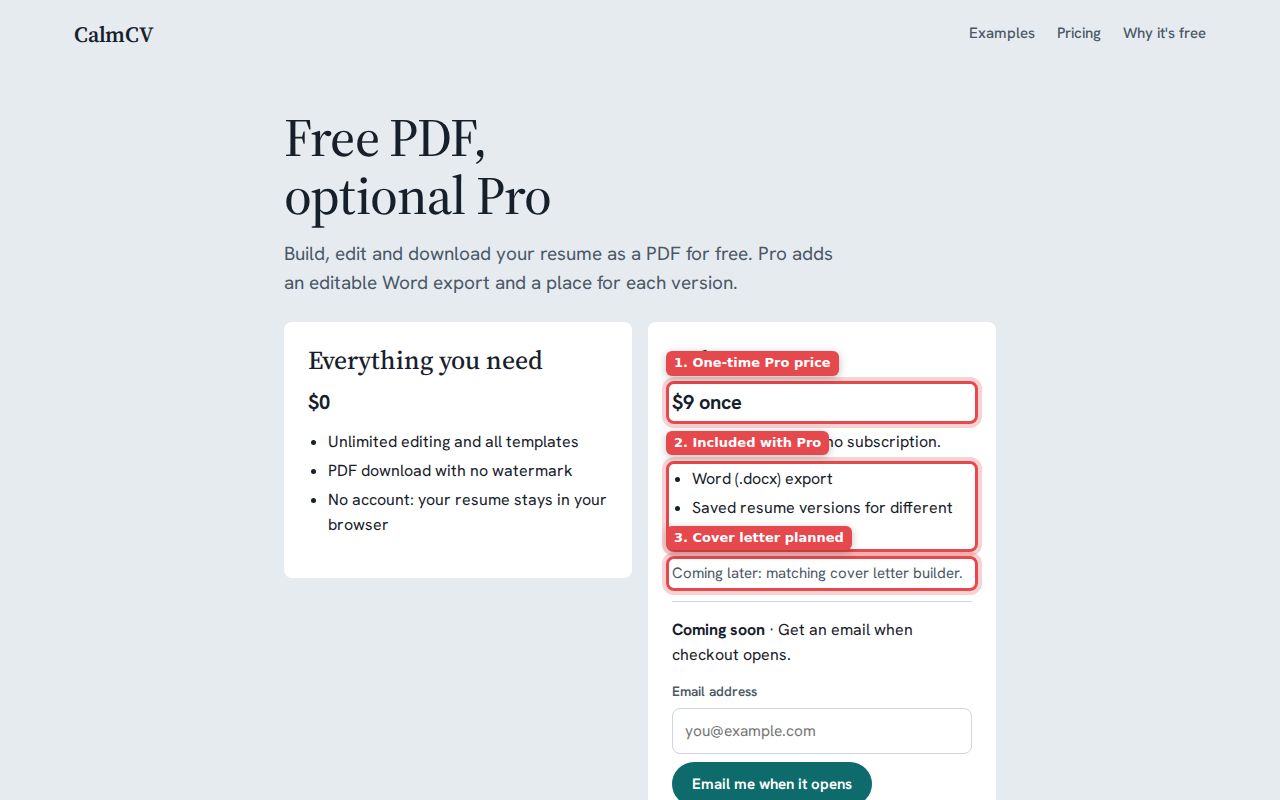 CalmCV
Examples
Pricing
Why it's free
Free PDF,
optional Pro
Build, edit and download your resume as a PDF for free. Pro adds
an editable Word export and a place for each version.
Everything you need
$0
Unlimited editing and all templates
PDF download with no watermark
No account: your resume stays in your
browser
1. One-time Pro price
$9 once
2. Included with Pro
no subscription.
Word (.docx) export
Saved resume versions for different
3. Cover letter planned
Coming later: matching cover letter builder.
Coming soon · Get an email when
checkout opens.
Email address
you@example.com
Email me when it opens